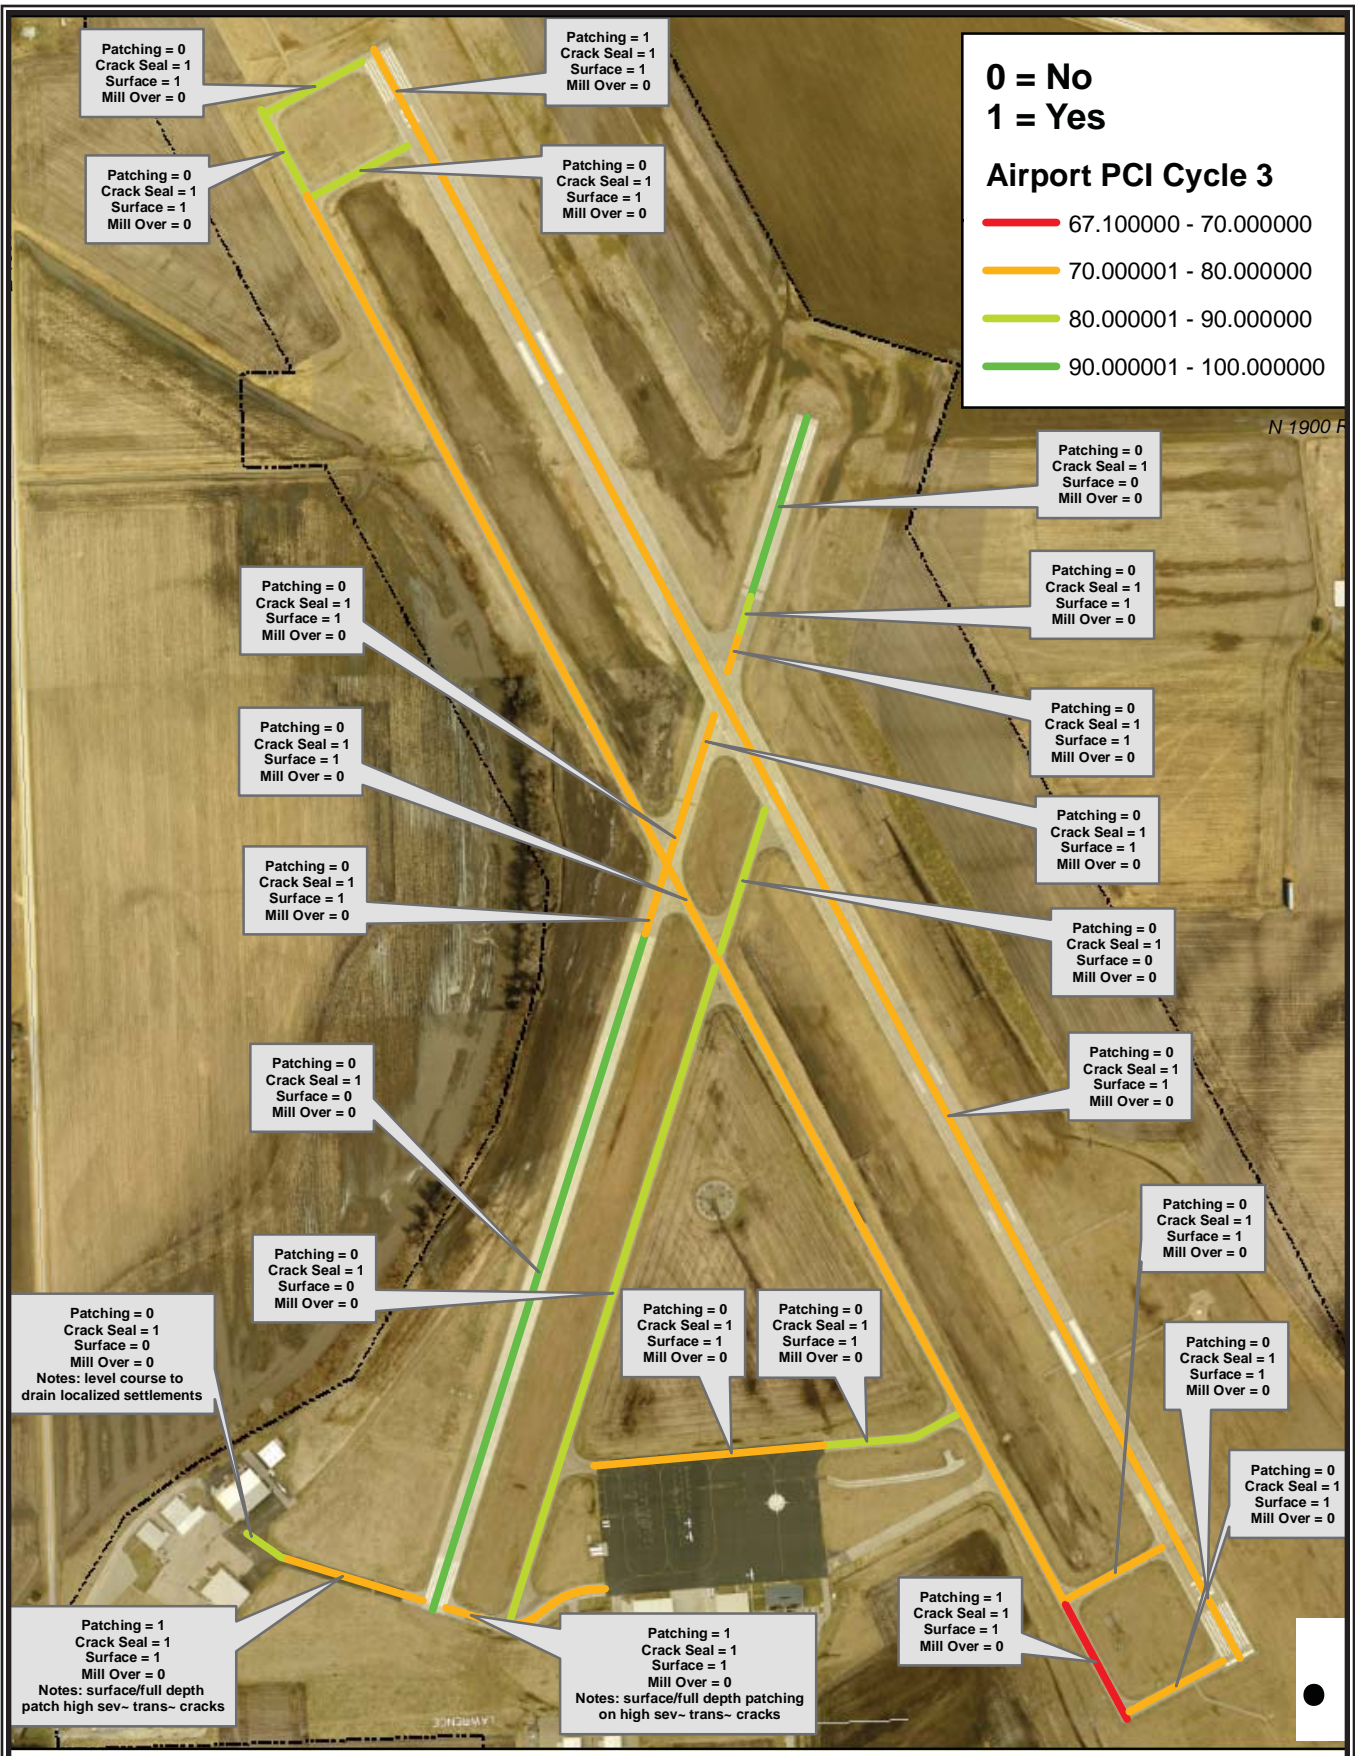 Patching = 0
Crack Seal = 1
Surface = 1
Mill Over = 0
Patching = 1
Crack Seal = 1
Surface = 1
Mill Over = 0
0 = No
1 = Yes
Airport PCI Cycle 3
67.100000 - 70.000000
70.000001 - 80.000000
80.000001 - 90.000000
90.000001 - 100.000000
Patching = 0
Crack Seal = 1
Surface = 1
Mill Over = 0
Patching = 0
Crack Seal = 1
Surface = 1
Mill Over = 0
N 1900 R
Patching = 0
Crack Seal = 1
Surface = 0
Mill Over = 0
Patching = 0
Crack Seal = 1
Surface = 1
Mill Over = 0
Patching = 0
Crack Seal = 1
Surface = 1
Mill Over = 0
Patching = 0
Crack Seal = 1
Surface = 1
Mill Over = 0
Patching = 0
Crack Seal = 1
Surface = 1
Mill Over = 0
Patching = 0
Crack Seal = 1
Surface = 1
Mill Over = 0
Patching = 0
Crack Seal = 1
Surface = 1
Mill Over = 0
Patching = 0
Crack Seal = 1
Surface = 0
Mill Over = 0
Patching = 0
Crack Seal = 1
Surface = 1
Mill Over = 0
Patching = 0
Crack Seal = 1
Surface = 0
Mill Over = 0
Patching = 0
Crack Seal = 1
Surface = 1
Mill Over = 0
Patching = 0
Crack Seal = 1
Surface = 0
Mill Over = 0
Patching = 0
Crack Seal = 1
Surface = 0
Mill Over = 0
Notes: level course to
drain localized settlements
Patching = 0
Crack Seal = 1
Surface = 1
Mill Over = 0
Patching = 0
Crack Seal = 1
Surface = 1
Mill Over = 0
Patching = 0
Crack Seal = 1
Surface = 1
Mill Over = 0
Patching = 0
Crack Seal = 1
Surface = 1
Mill Over = 0
Patching = 1
Crack Seal = 1
Surface = 1
Mill Over = 0
Patching = 1
Crack Seal = 1
Surface = 1
Mill Over = 0
Notes: surface/full depth
patch high sev~ trans~ cracks
Patching = 1
Crack Seal = 1
Surface = 1
Mill Over = 0
Notes: surface/full depth patching
on high sev~ trans~ cracks
LAWRENCE